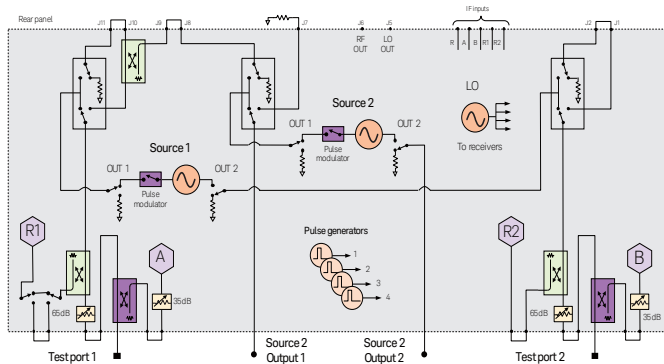 Rear panel
J11
J10
J9
J8
J7
J6
J5
RF
OUT
LO
OUT
IF inputs
R
A
B
R1
R2
J2
J1
Source 2
OUT 1
OUT 2
Pulse
modulator
LO
To receivers
Source 1
OUT 1
OUT 2
Pulse
modulator
R1
A
65dB
35dB
Pulse generators
1
2
3
4
R2
B
65dB
35dB
Test port 1
Source 2
Output 1
Source 2
Output 2
Test port 2